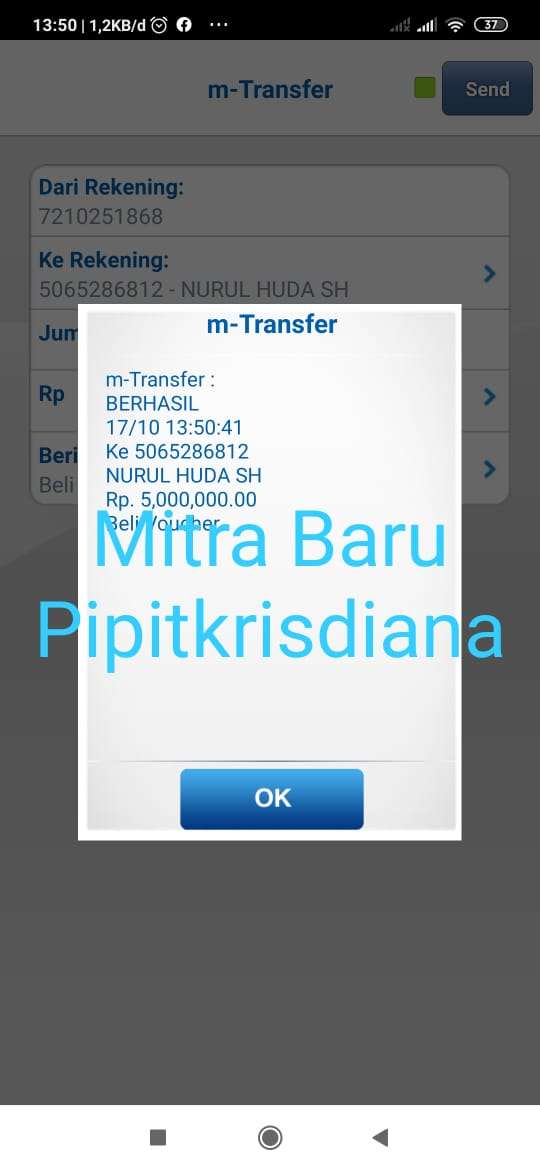 13:50 | 1,2KB/d ...
37
m-Transfer
Send
Dari Rekening:
7210251868
Ke Rekening:
5065286812 - NURUL HUDA SH
Jum
Rp
Beri
Beli
m-Transfer
m-Transfer :
BERHASIL
17/10 13:50:41
Ke 5065286812
NURUL HUDA SH
Rp. 5,000,000.00
Beli Voucher
Mitra Baru
Pipitkrisdiana
OK